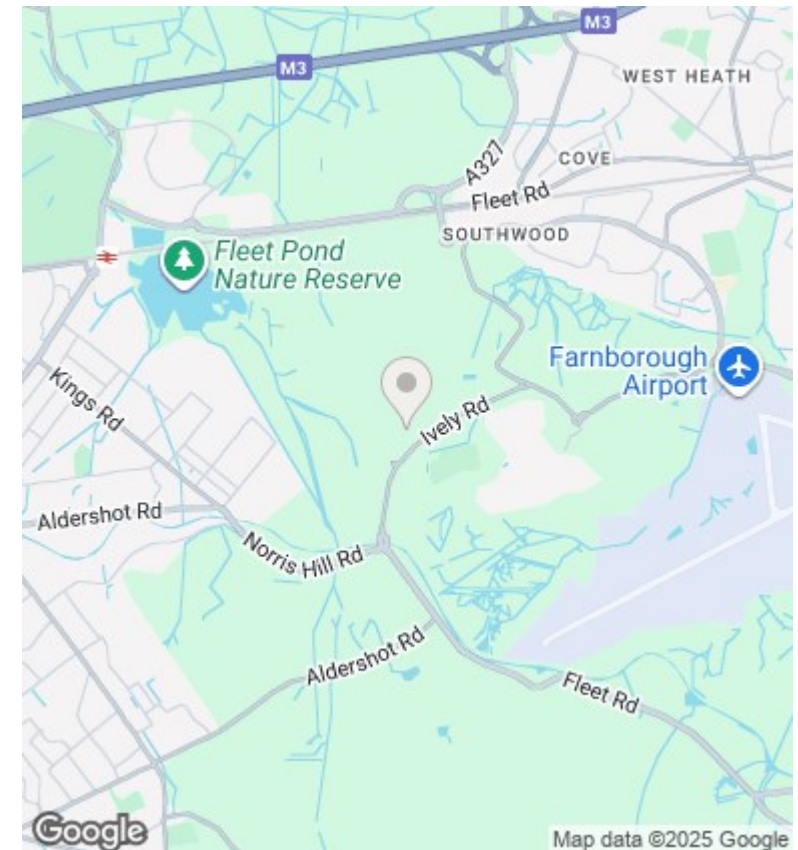 M3
M3
WEST HEATH
COVE
A327
Fleet Rd
SOUTHWOOD
Fleet Pond
Nature Reserve
Farnborough
Airport
Kings Rd
Ively Rd
Aldershot Rd
Norris Hill Rd
Aldershot Rd
Fleet Rd
Google
Map data ©2025 Google